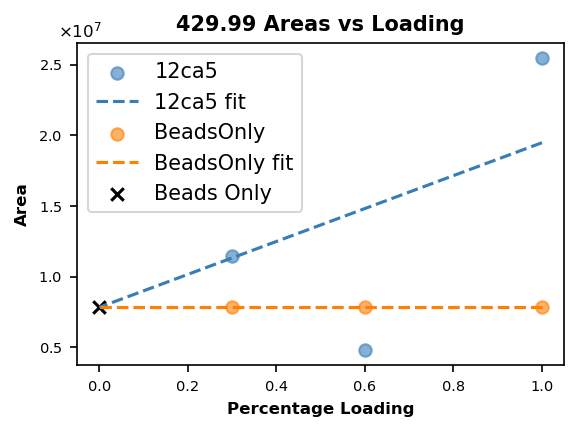 429.99 Areas vs Loading
×10⁷
12ca5
12ca5 fit
BeadsOnly
BeadsOnly fit
Beads Only
Area
2.5
2.0
1.5
1.0
0.5
0.0 0.2 0.4 0.6 0.8 1.0
Percentage Loading